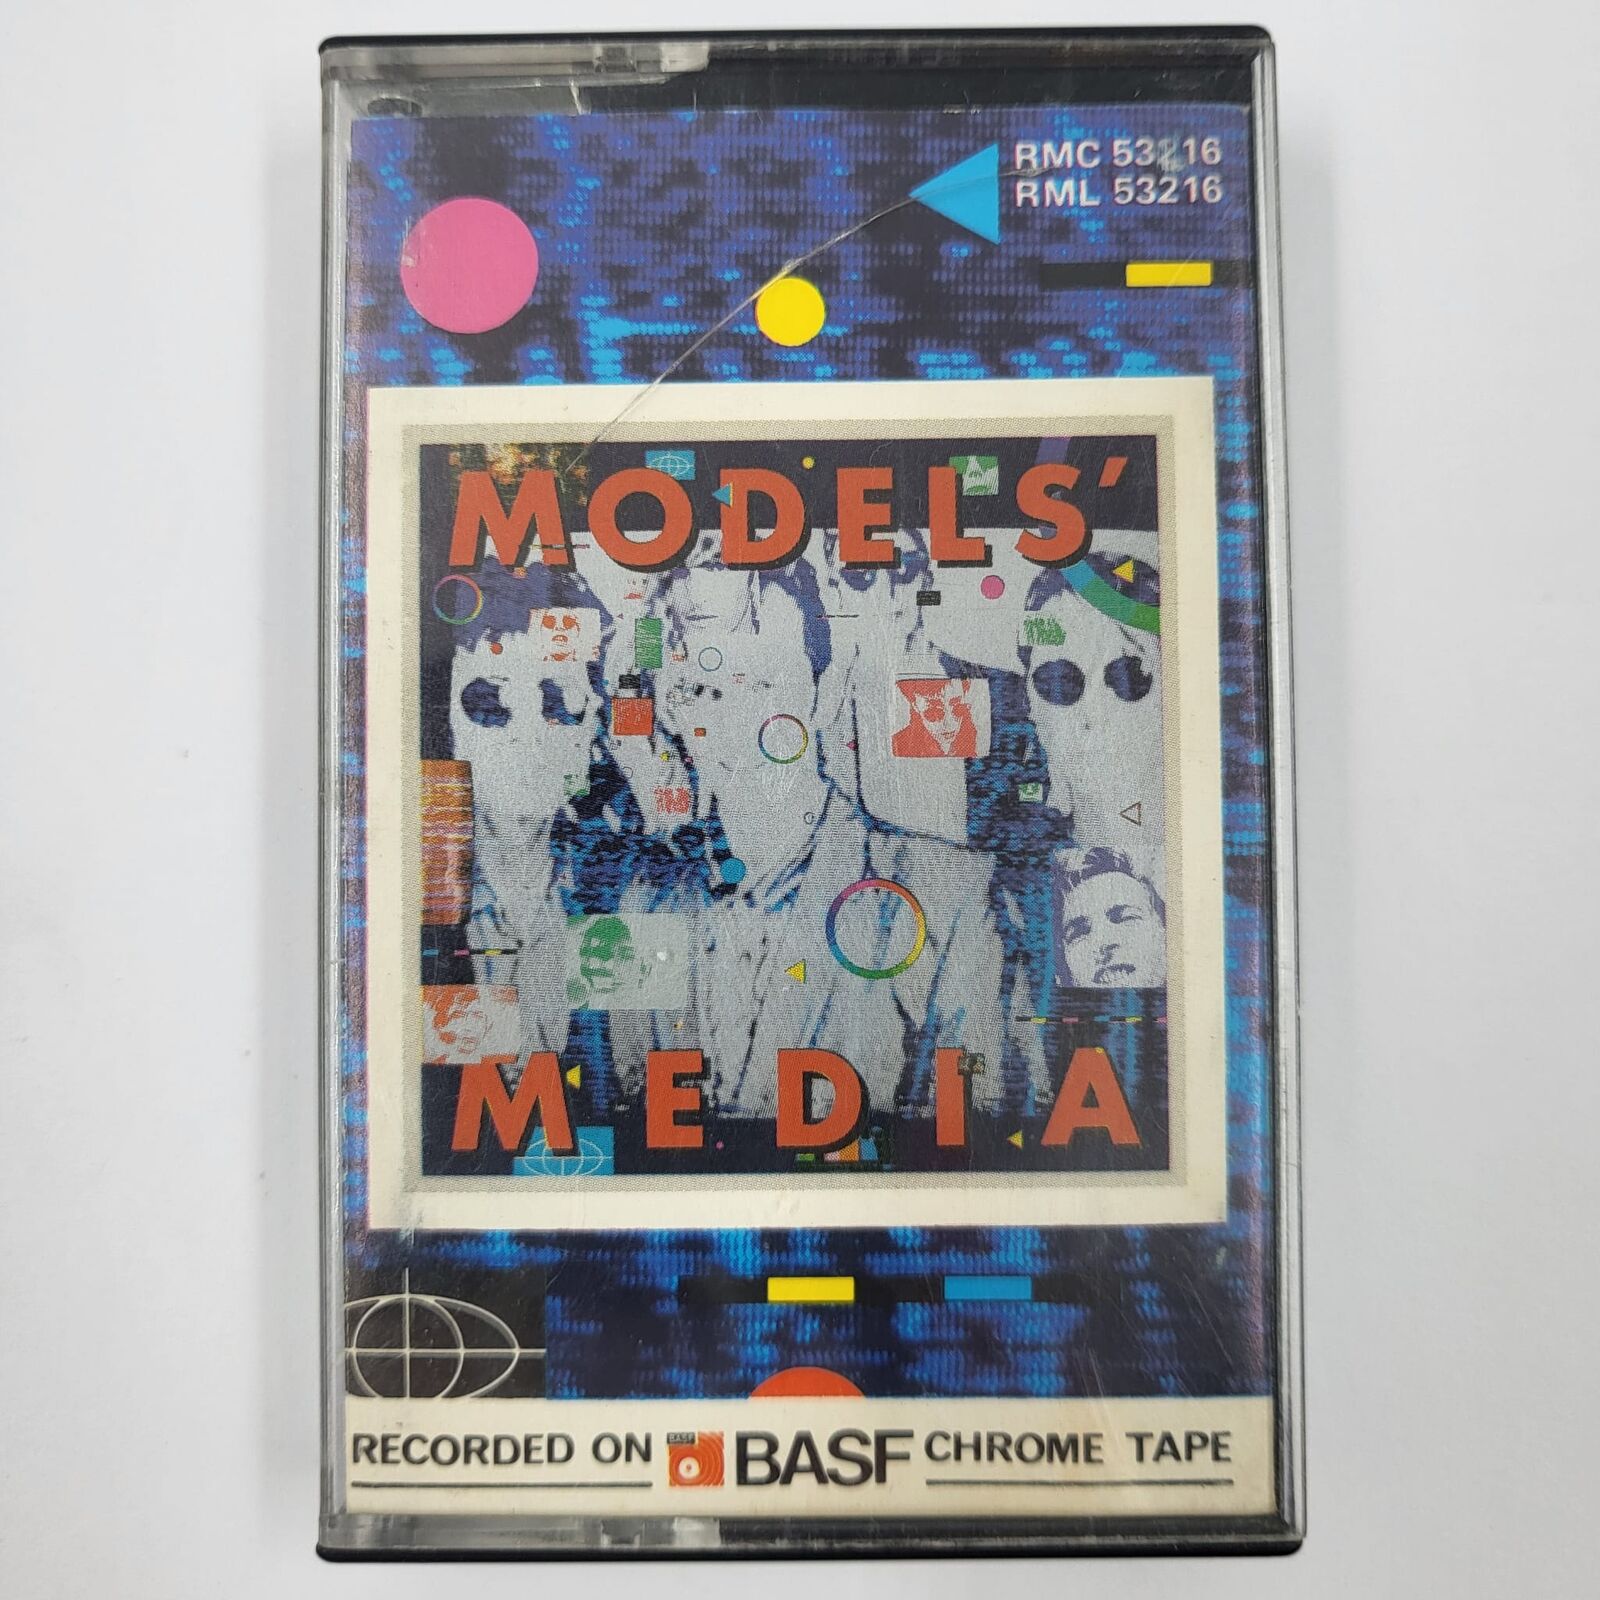 RMC 53216
RML 53216
MODELS'
MEDIA
RECORDED ON BASF CHROME TAPE